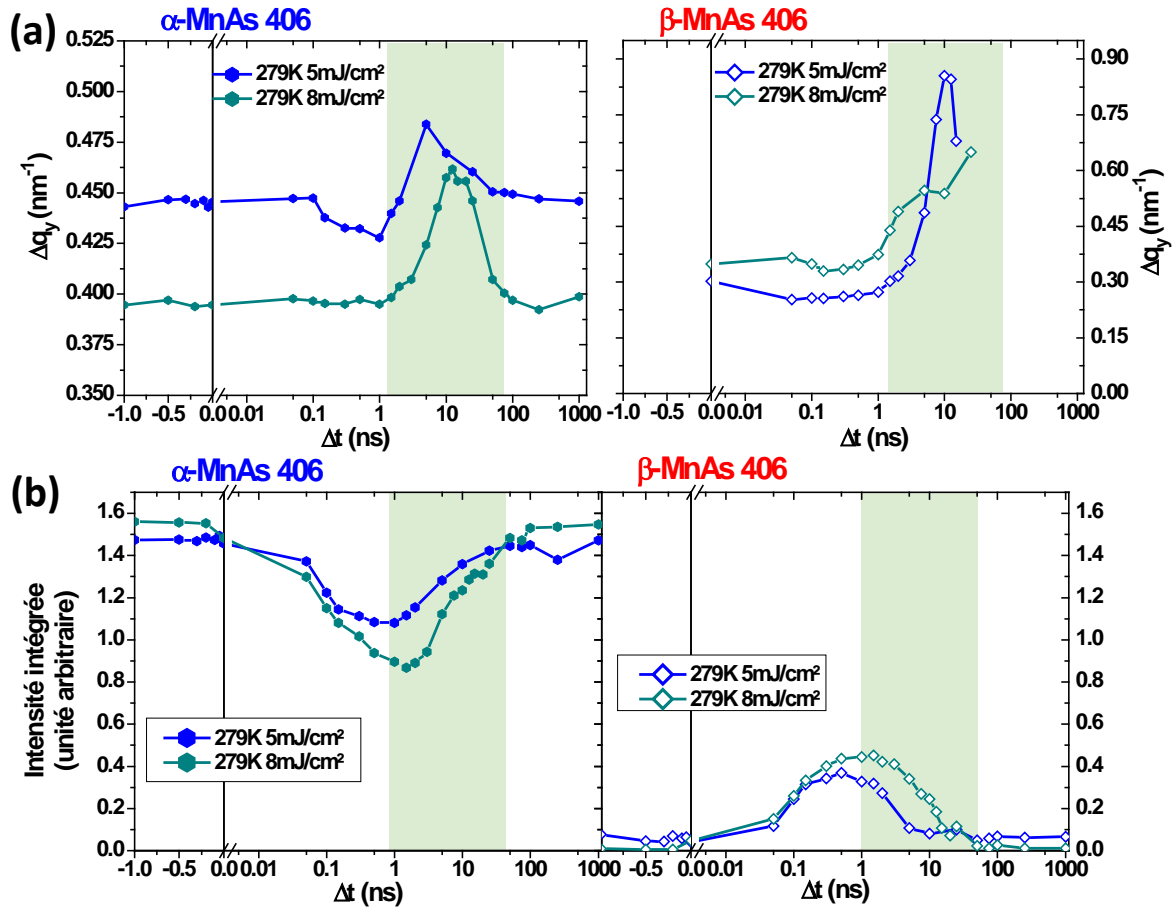 (a)
α-MnAs 406
β-MnAs 406
0.525
0.500
0.475
0.450
0.425
0.400
0.375
0.350
Δqy (nm⁻¹)
279K 5mJ/cm²
279K 8mJ/cm²
-1.0 -0.5 0.0 0.01 0.1 1 10 100 1000
Δt (ns)
279K 5mJ/cm²
279K 8mJ/cm²
0.90
0.75
0.60
0.45
0.30
0.15
0.00
Δqy (nm⁻¹)
-1.0 -0.5 0.0 0.1 1 10 100 1000
Δt (ns)
(b)
α-MnAs 406
β-MnAs 406
1.6
1.4
1.2
1.0
0.8
0.6
0.4
0.2
0.0
Intensité intégrée
(unité arbitraire)
279K 5mJ/cm²
279K 8mJ/cm²
-1.0 -0.5 0.0 0.01 0.1 1 10 100
Δt (ns)
279K 5mJ/cm²
279K 8mJ/cm²
1.6
1.4
1.2
1.0
0.8
0.6
0.4
0.2
0.0
-1.0 -0.5 0.0 0.1 1 10 100 1000
Δt (ns)